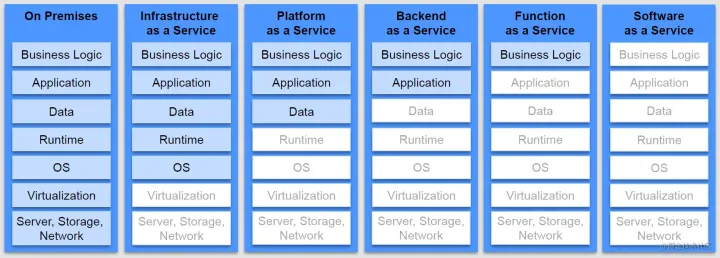 On Premises
Business Logic
Application
Data
Runtime
OS
Virtualization
Server, Storage,
Network
Infrastructure
as a Service
Business Logic
Application
Data
Runtime
OS
Virtualization
Server, Storage,
Network
Platform
as a Service
Business Logic
Application
Data
Runtime
OS
Virtualization
Server, Storage,
Network
Backend
as a Service
Business Logic
Application
Data
Runtime
OS
Virtualization
Server, Storage,
Network
Function
as a Service
Business Logic
Application
Data
Runtime
OS
Virtualization
Server, Storage,
Network
Software
as a Service
Business Logic
Application
Data
Runtime
OS
Virtualization
Server, Storage,
Network